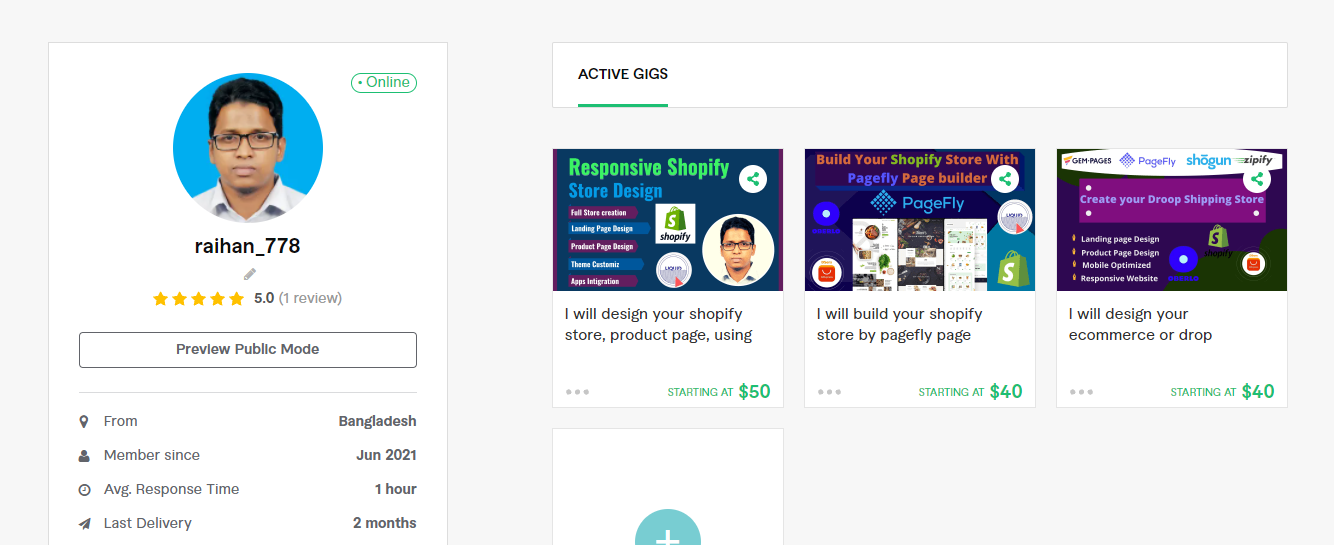 • Online
raihan_778
5.0 (1 review)
Preview Public Mode
From Bangladesh
Member since Jun 2021
Avg. Response Time 1 hour
Last Delivery 2 months
ACTIVE GIGS
Responsive Shopify
Store Design
Full Store creation
Landing Page Design
Product Page Design
Theme Customiz
Apps Intigration
shopify
LIQUID
I will design your shopify
store, product page, using
STARTING AT $50
Build Your Shopify Store With
Pagefly Page builder
PageFly
I will build your shopify
store by pagefly page
STARTING AT $40
GEM·PAGES
PageFly
shogun
zipify
Create your Droop Shipping Store
Landing page Design
Product Page Design
Mobile Optimized
Responsive Website
shopify
I will design your
ecommerce or drop
STARTING AT $40